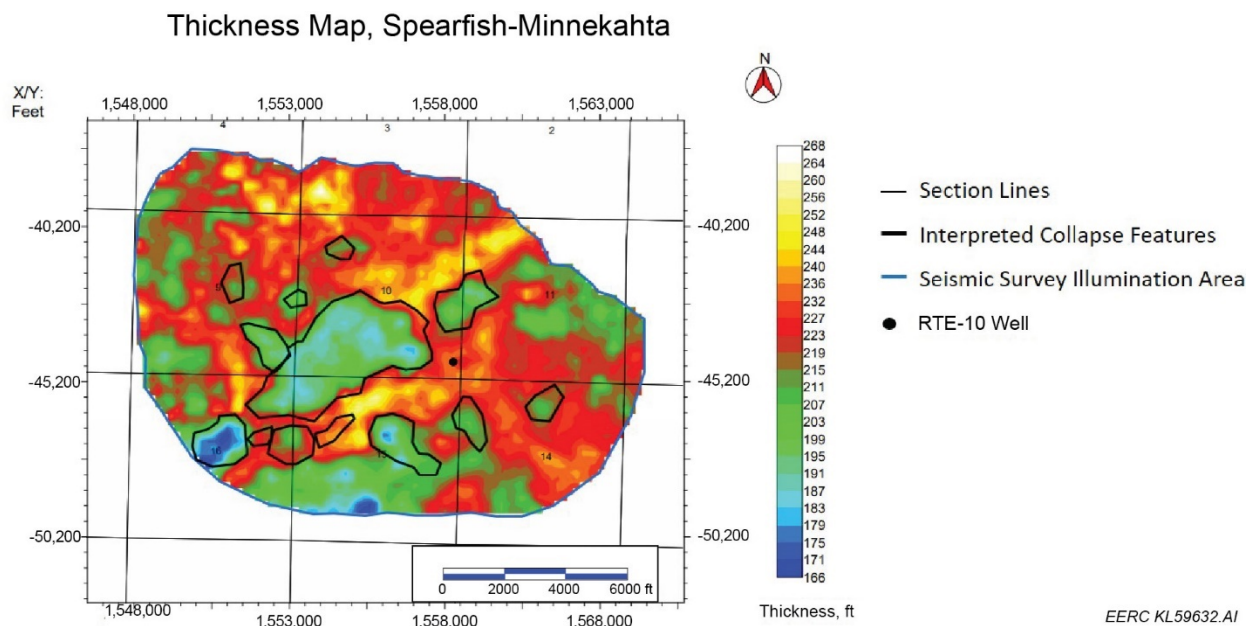 Thickness Map, Spearfish-Minnekahta
N
X/Y:
Feet
1,548,000 1,553,000 1,558,000 1,563,000
4 3 2
-40,200 -40,200
9 10 11
-45,200 -45,200
16 15 14
-50,200 -50,200
0 2000 4000 6000 ft
1,548,000 1,553,000 1,558,000 1,568,000
268
264
260
256
252
248
244
240
236
232
227
223
219
215
211
207
203
199
195
191
187
183
179
175
171
166
Thickness, ft
Section Lines
Interpreted Collapse Features
Seismic Survey Illumination Area
RTE-10 Well
EERC KL59632.AI